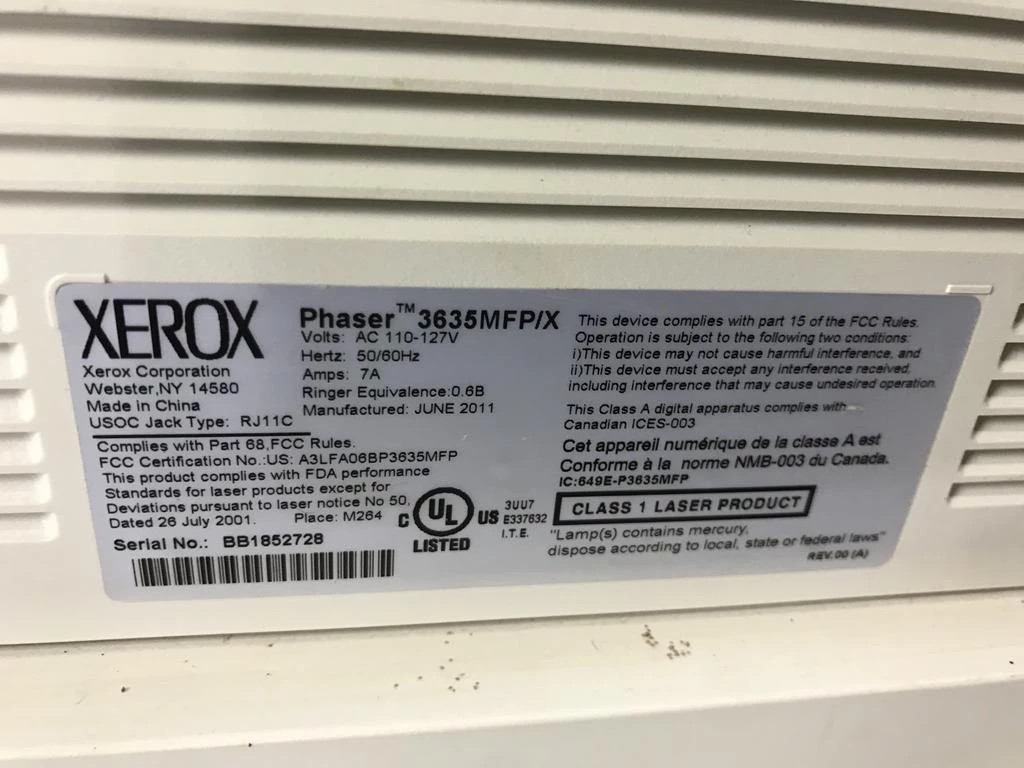 XEROX
Xerox Corporation
Webster,NY 14580
Made in China
USOC Jack Type: RJ11C
Phaser™ 3635MFP/X
Volts: AC 110-127V
Hertz: 50/60Hz
Amps: 7A
Ringer Equivalence:0.6B
Manufactured: JUNE 2011
Complies with Part 68,FCC Rules.
FCC Certification No.:US: A3LFA06BP3635MFP
This product complies with FDA performance
Standards for laser products except for
Deviations pursuant to laser notice No 50,
Dated 26 July 2001. Place: M264
Serial No.: BB1852728
C UL US
LISTED
3UU7
E337632
I.T.E.
This device complies with part 15 of the FCC Rules.
Operation is subject to the following two conditions:
i)This device may not cause harmful interference, and
ii)This device must accept any interference received,
including interference that may cause undesired operation.
This Class A digital apparatus complies with
Canadian ICES-003
Cet appareil numérique de la classe A est
Conforme à la norme NMB-003 du Canada.
IC:649E-P3635MFP
CLASS 1 LASER PRODUCT
"Lamp(s) contains mercury,
dispose according to local, state or federal laws"
REV.00 (A)